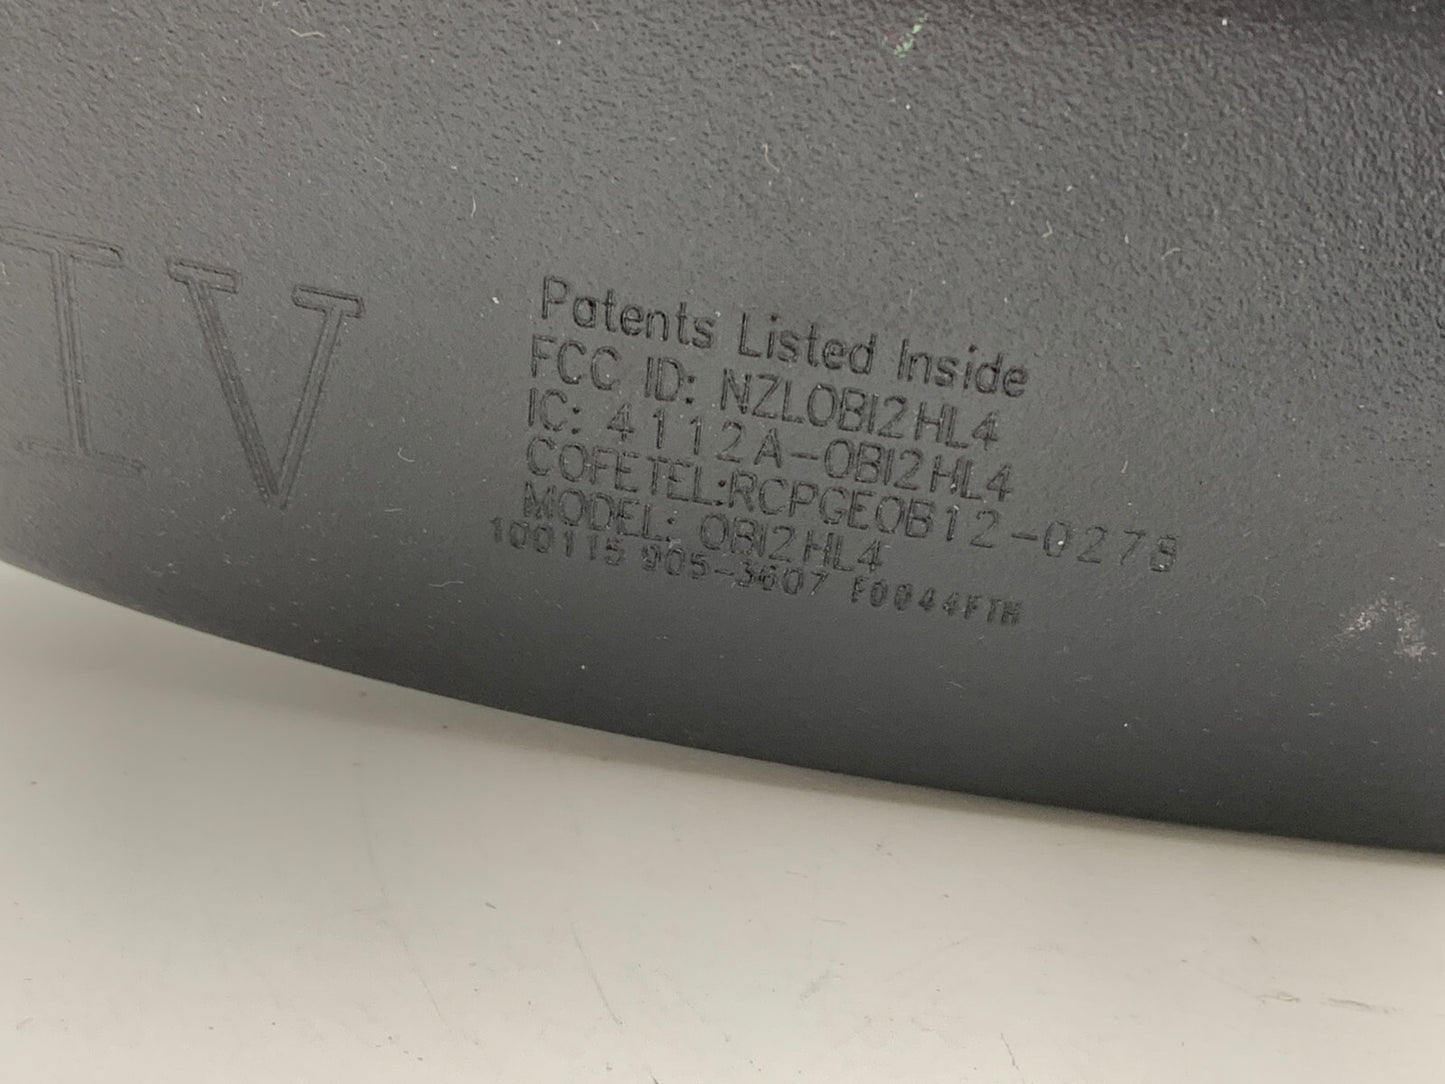 IV
Patents Listed Inside
FCC ID: NZLOBI2HL4
IC: 4112A-OBI2HL4
COFETEL:RCPGEOB12-0278
MODEL: OBI2HL4
100115 905-3607 F0044FTH